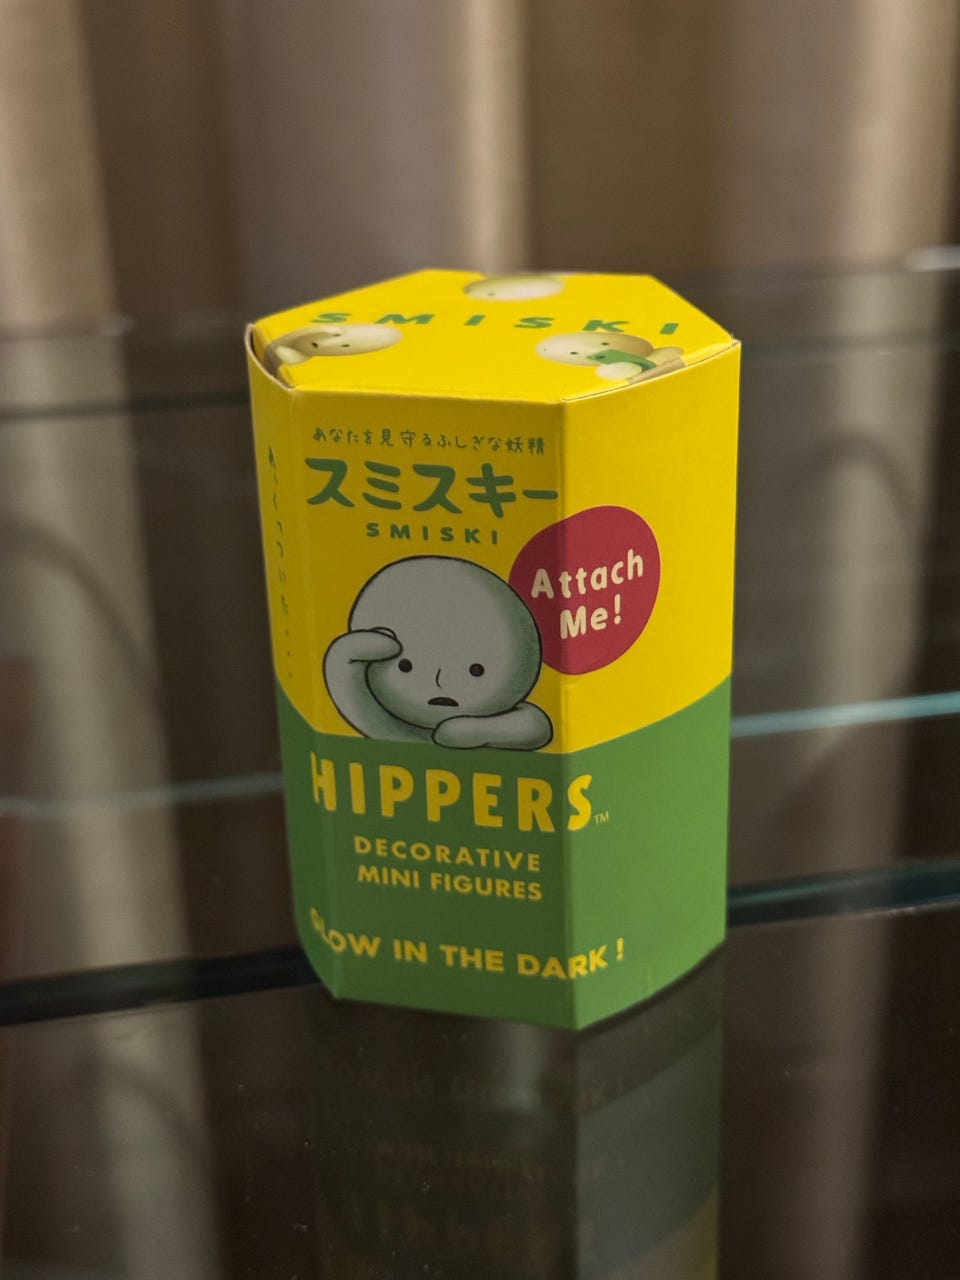 SMISKI
あなたを見守るふしぎな妖精
スミスキー
SMISKI
Attach
Me!
HIPPERS™
DECORATIVE
MINI FIGURES
GLOW IN THE DARK!